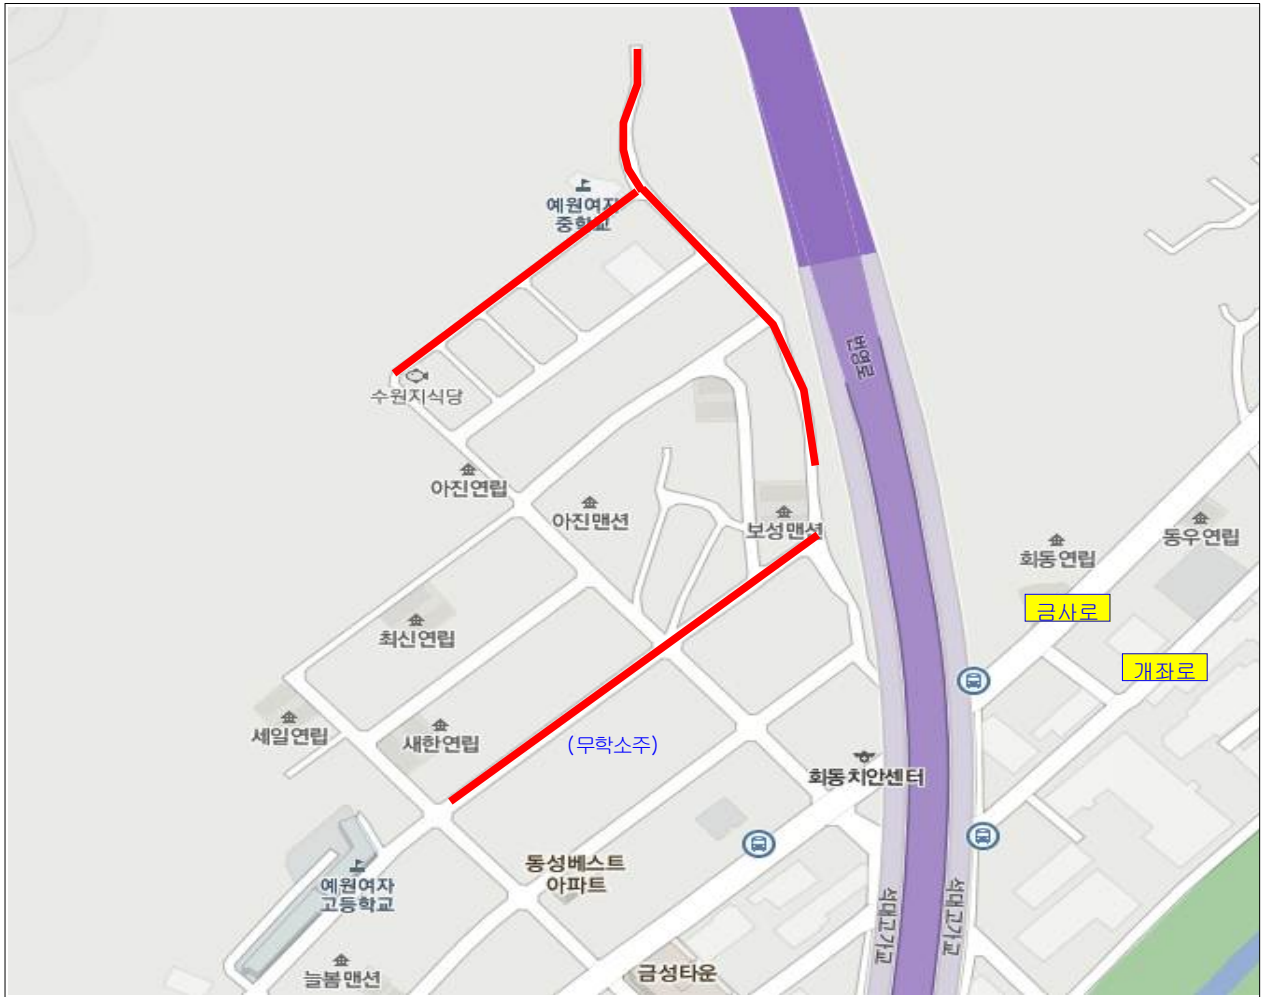 예원여자
중학교
번영로
수원지식당
아진연립
아진맨션
보성맨션
동우연립
회동연립
금사로
최신연립
개좌로
세일연립
새한연립
(무학소주)
회동치안센터
동성베스트
아파트
예원여자
고등학교
석대고가교
석대고가교
늘봄맨션
금성타운